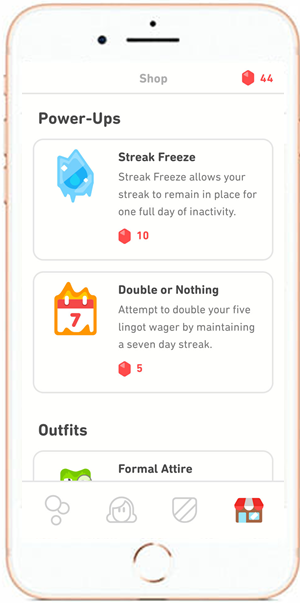 Shop
44
Power-Ups
Streak Freeze
Streak Freeze allows your
streak to remain in place for
one full day of inactivity.
10
7
Double or Nothing
Attempt to double your five
lingot wager by maintaining
a seven day streak.
5
Outfits
Formal Attire